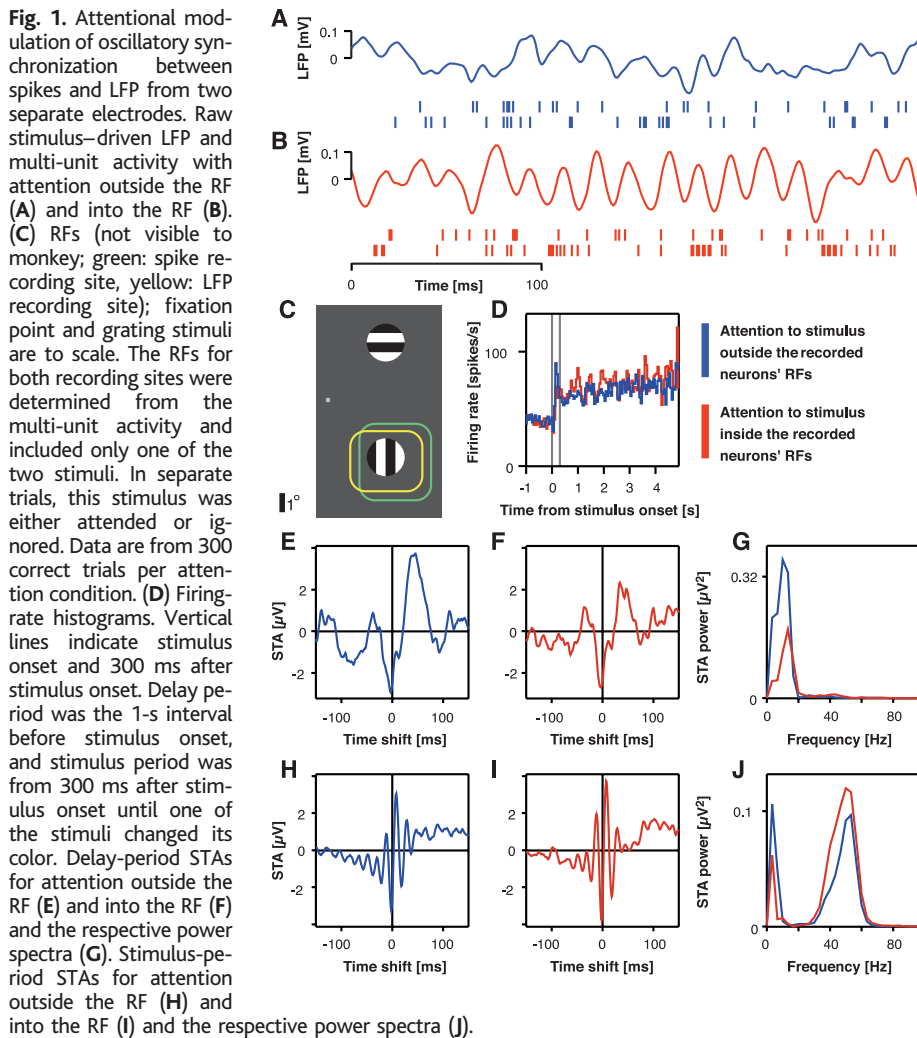 Fig. 1. Attentional mod-
ulation of oscillatory syn-
chronization between
spikes and LFP from two
separate electrodes. Raw
stimulus–driven LFP and
multi-unit activity with
attention outside the RF
(A) and into the RF (B).
(C) RFs (not visible to
monkey; green: spike re-
cording site, yellow: LFP
recording site); fixation
point and grating stimuli
are to scale. The RFs for
both recording sites were
determined from the
multi-unit activity and
included only one of the
two stimuli. In separate
trials, this stimulus was
either attended or ig-
nored. Data are from 300
correct trials per atten-
tion condition. (D) Firing-
rate histograms. Vertical
lines indicate stimulus
onset and 300 ms after
stimulus onset. Delay pe-
riod was the 1-s interval
before stimulus onset,
and stimulus period was
from 300 ms after stim-
ulus onset until one of
the stimuli changed its
color. Delay-period STAs
for attention outside the
RF (E) and into the RF (F)
and the respective power
spectra (G). Stimulus-pe-
riod STAs for attention
outside the RF (H) and
into the RF (I) and the respective power spectra (J).
A
LFP [mV]
0.1
0
B
LFP [mV]
0.1
0
0
Time [ms]
100
C
1°
D
Firing rate [spikes/s]
100
0
-1 0 1 2 3 4
Time from stimulus onset [s]
Attention to stimulus
outside the recorded
neurons' RFs
Attention to stimulus
inside the recorded
neurons' RFs
E
STA [µV]
2
0
-2
-100 0 100
Time shift [ms]
F
2
0
-2
-100 0 100
Time shift [ms]
G
STA power [µV²]
0.32
0
0 40 80
Frequency [Hz]
H
STA [µV]
2
0
-2
-100 0 100
Time shift [ms]
I
2
0
-2
-100 0 100
Time shift [ms]
J
STA power [µV²]
0.1
0
0 40 80
Frequency [Hz]